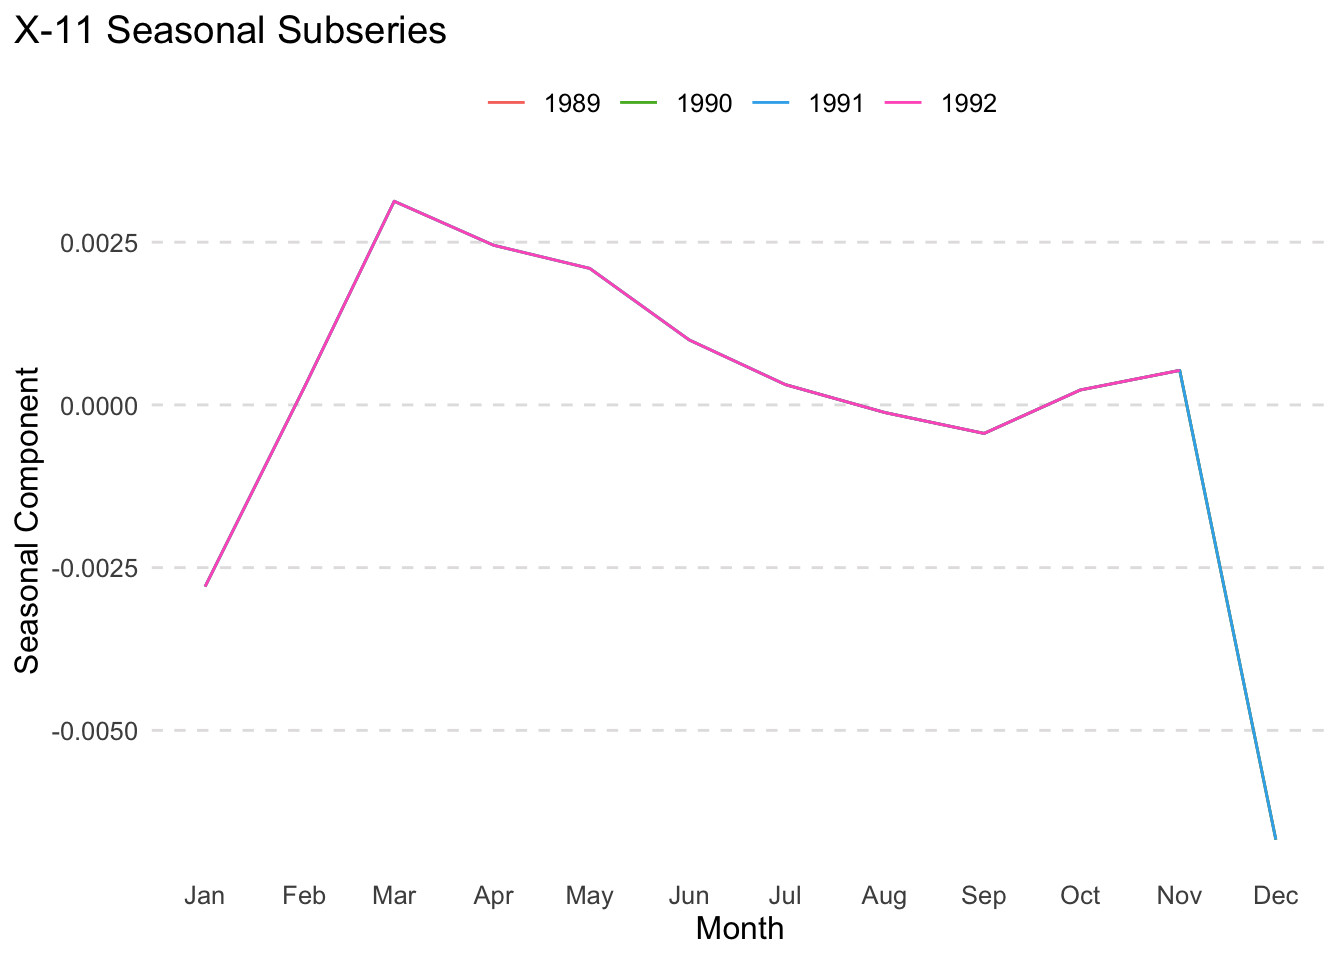 X-11 Seasonal Subseries
1989 1990 1991 1992
Seasonal Component
0.0025
0.0000
-0.0025
-0.0050
Jan Feb Mar Apr May Jun Jul Aug Sep Oct Nov Dec
Month